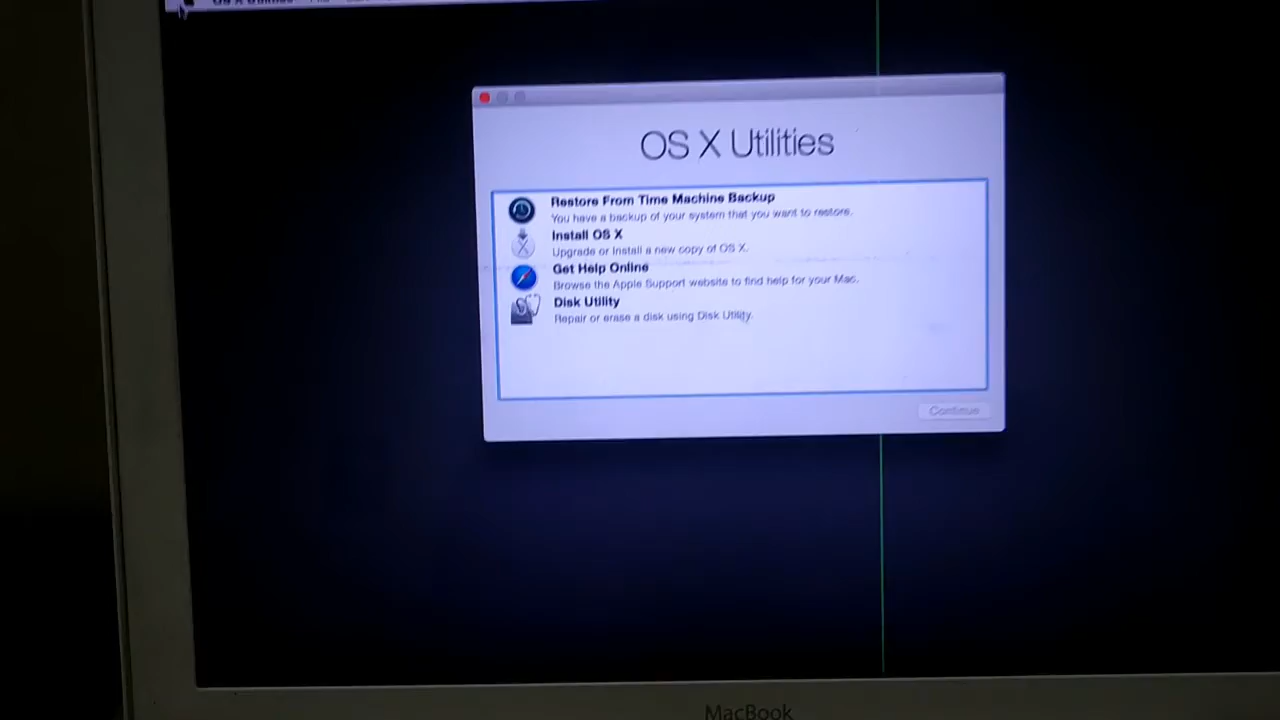 OS X Utilities
OS X Utilities
Restore From Time Machine Backup
You have a backup of your system that you want to restore.
Install OS X
Upgrade or Install a new copy of OS X.
Get Help Online
Browse the Apple Support website to find help for your Mac.
Disk Utility
Repair or erase a disk using Disk Utility.
Continue
MacBook